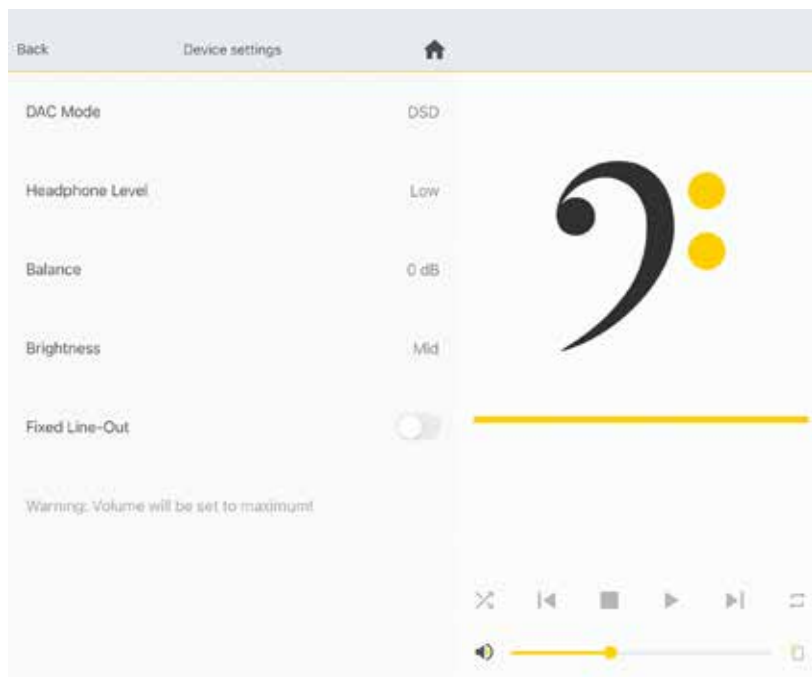 Back Device settings
DAC Mode DSD
Headphone Level Low
Balance 0 dB
Brightness Mid
Fixed Line-Out
Warning: Volume will be set to maximum!